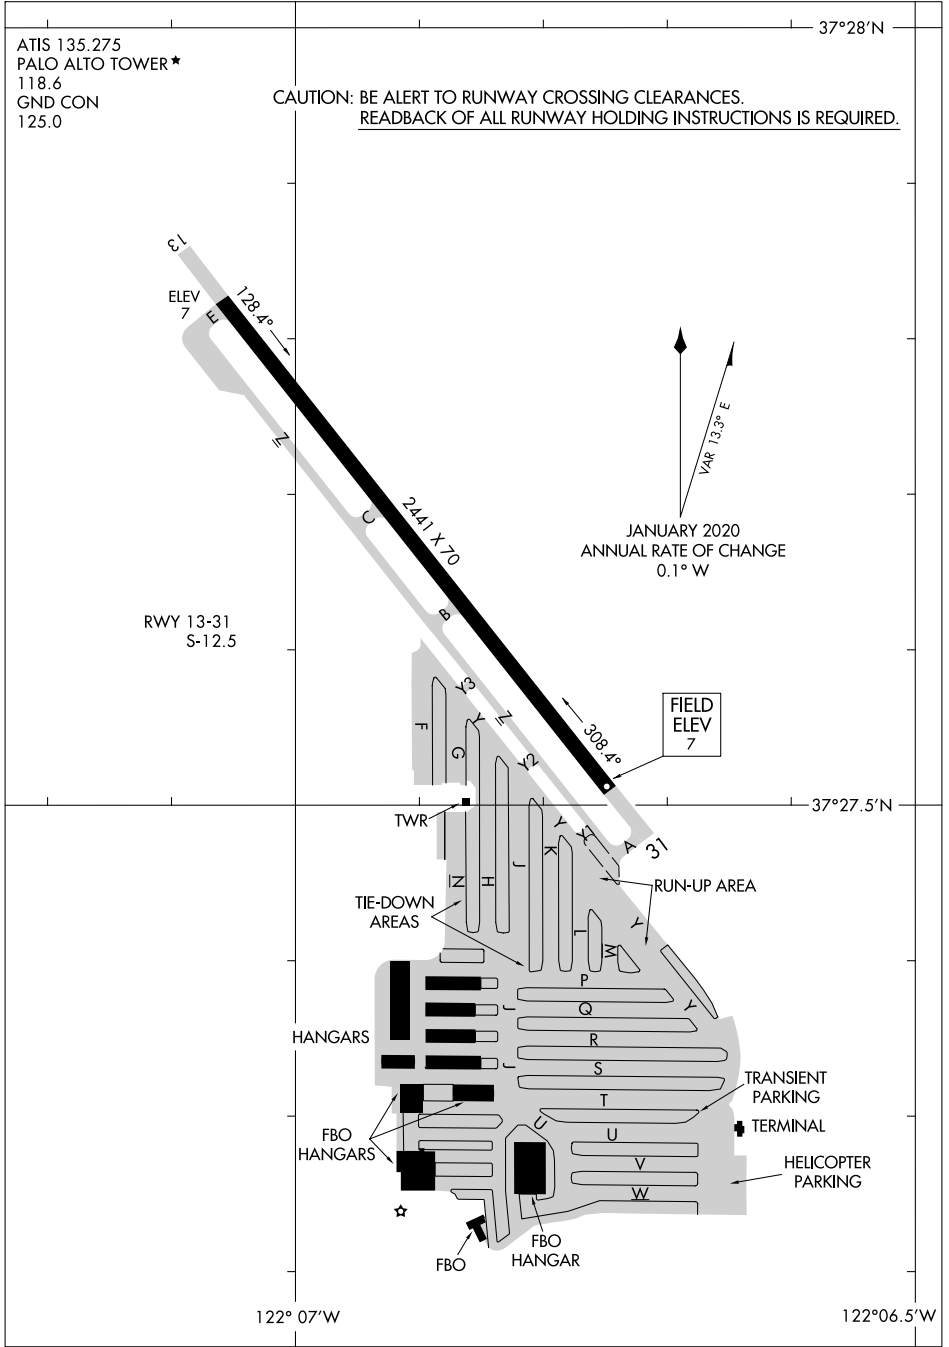 37°28'N
ATIS 135.275
PALO ALTO TOWER★
118.6
GND CON
125.0
CAUTION: BE ALERT TO RUNWAY CROSSING CLEARANCES.
READBACK OF ALL RUNWAY HOLDING INSTRUCTIONS IS REQUIRED.
13
ELEV
7
E
128.4°
VAR 13.3° E
Z
C
2441 X 70
JANUARY 2020
ANNUAL RATE OF CHANGE
0.1° W
B
RWY 13-31
S-12.5
Y3
F
G
Y
Z
Y2
308.4°
FIELD
ELEV
7
37°27.5'N
TWR
Y
Y1
A
31
K
J
H
N
RUN-UP AREA
TIE-DOWN
AREAS
L
M
Y
P
Y
J
Q
HANGARS
R
J
S
T
TRANSIENT
PARKING
U
U
TERMINAL
FBO
HANGARS
V
HELICOPTER
PARKING
W
FBO
FBO
HANGAR
122° 07'W
122°06.5'W